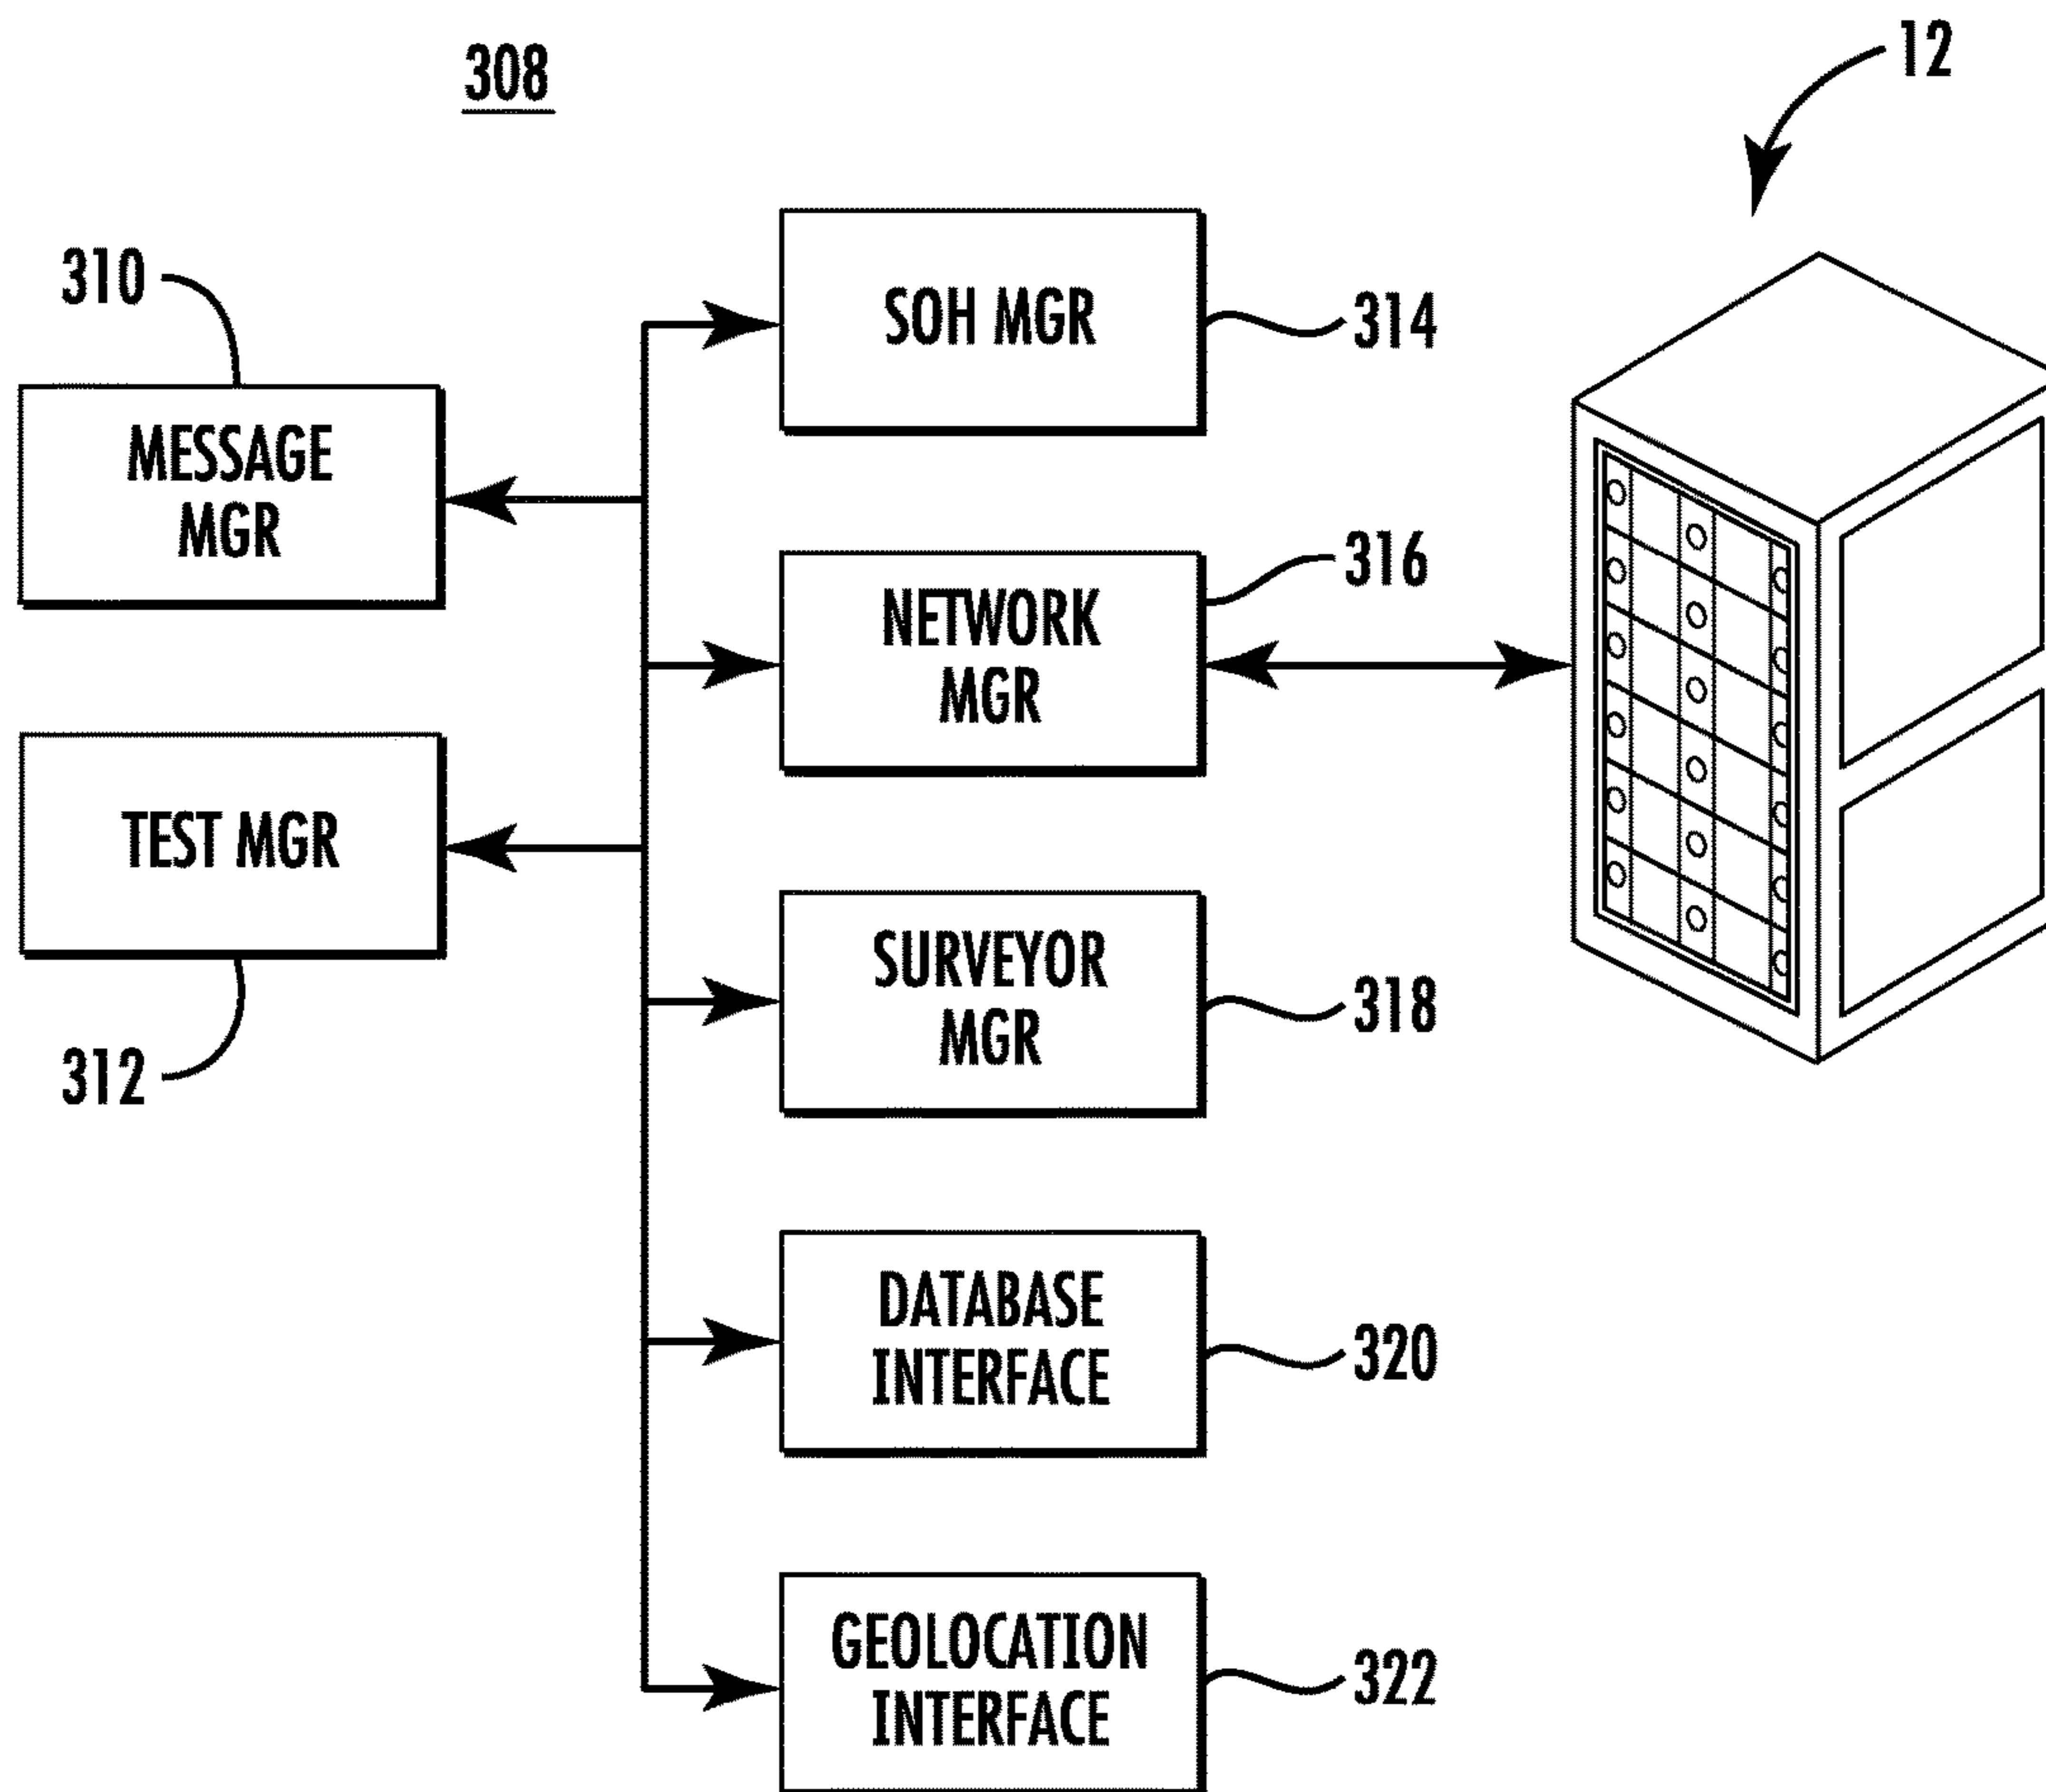 308
12
310
MESSAGE
MGR
TEST MGR
312
SOH MGR
314
NETWORK
MGR
316
SURVEYOR
MGR
318
DATABASE
INTERFACE
320
GEOLOCATION
INTERFACE
322